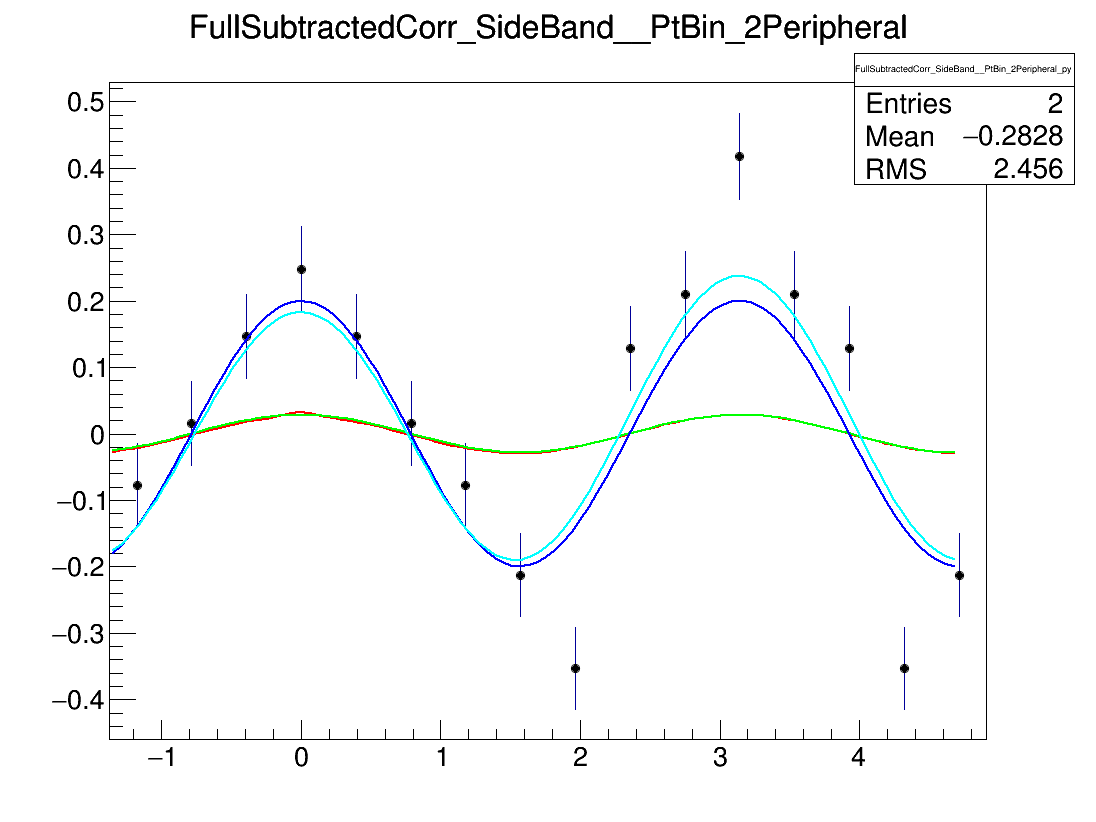 FullSubtractedCorr_SideBand__PtBin_2Peripheral
FullSubtractedCorr_SideBand__PtBin_2Peripheral_py
Entries 2
Mean −0.2828
RMS 2.456
0.5
0.4
0.3
0.2
0.1
0
−0.1
−0.2
−0.3
−0.4
−1 0 1 2 3 4